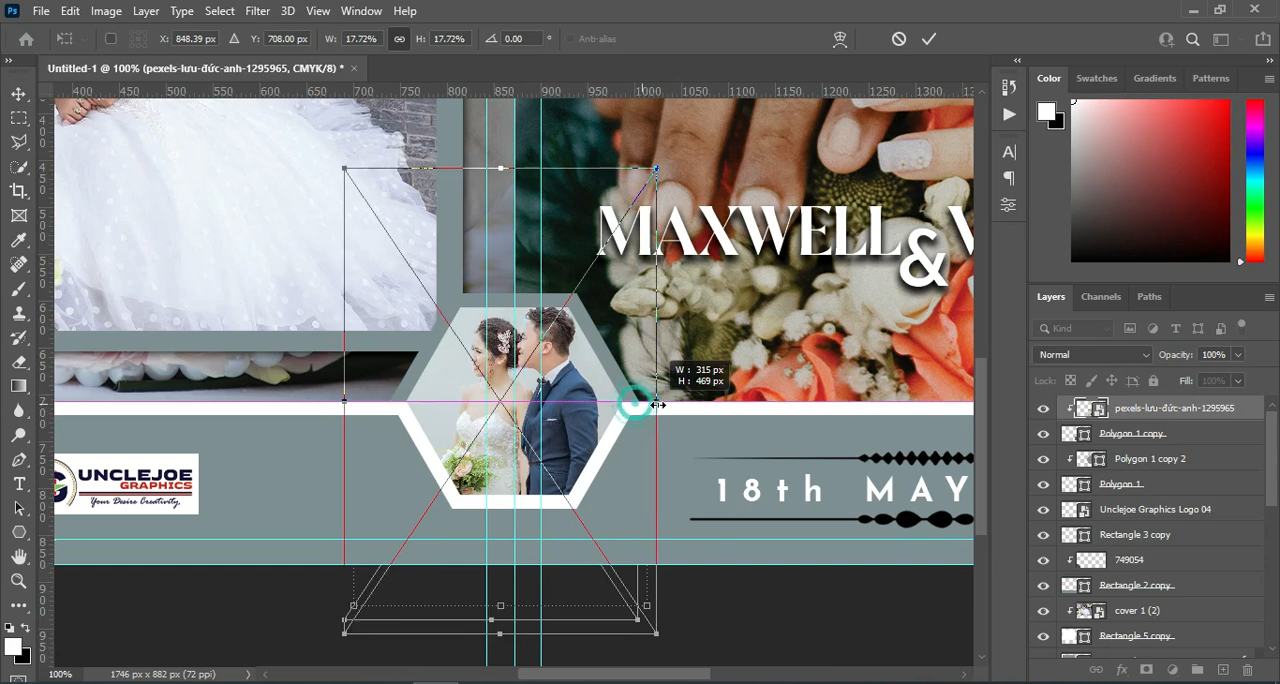 Ps File Edit Image Layer Type Select Filter 3D View Window Help
X: 848.39 px Y: 708.00 px W: 17.72% H: 17.72% 0.00 ° Anti-alias
Untitled-1 @ 100% (pexels-lưu-đức-anh-1295965, CMYK/8) * ×
400 450 500 550 600 650 700 750 800 850 900 950 1000 1050 1100 1150 1200 1250 1300
Color Swatches Gradients Patterns
MAXWELL
&
W: 315 px
H: 469 px
UNCLEJOE
GRAPHICS
Your Desire Creativity.
18th MAY
Layers Channels Paths
Kind
Normal Opacity: 100%
Lock: Fill: 100%
pexels-lưu-đức-anh-1295965
Polygon 1 copy
Polygon 1 copy 2
Polygon 1
Unclejoe Graphics Logo 04
Rectangle 3 copy
749054
Rectangle 2 copy
cover 1 (2)
Rectangle 5 copy
100% 1746 px x 882 px (72 ppi)